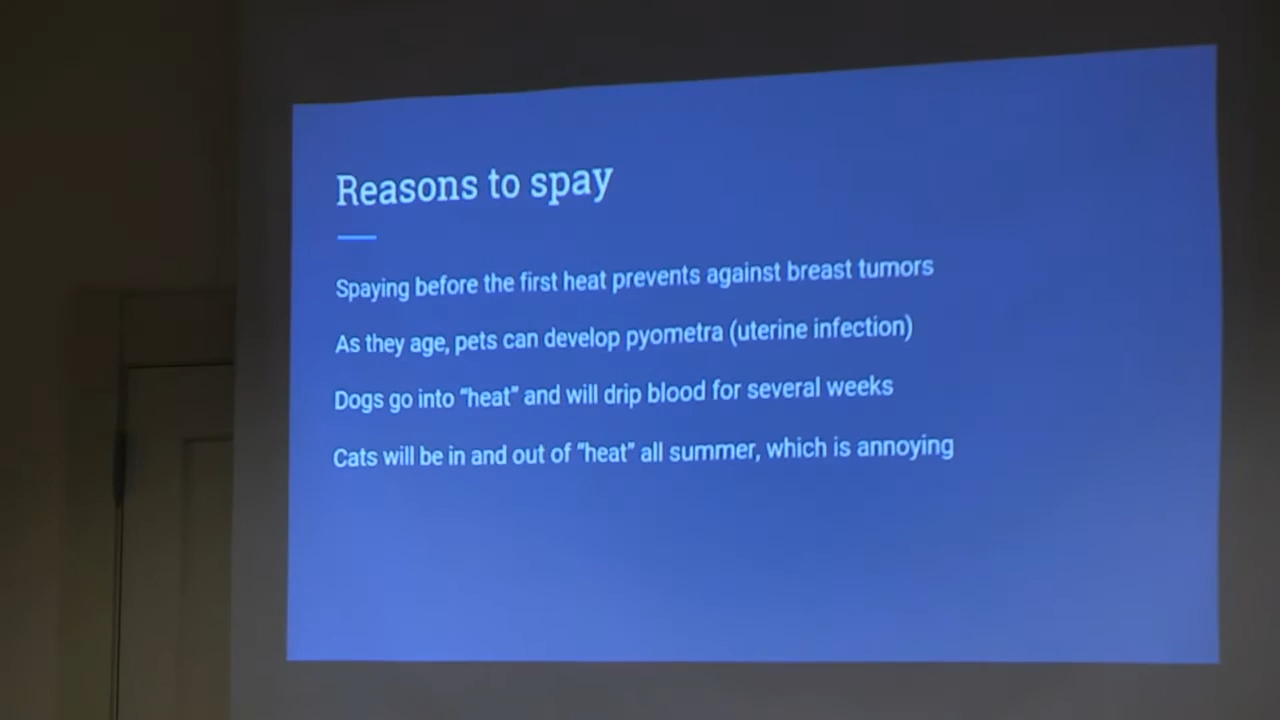 Reasons to spay
Spaying before the first heat prevents against breast tumors
As they age, pets can develop pyometra (uterine infection)
Dogs go into “heat” and will drip blood for several weeks
Cats will be in and out of “heat” all summer, which is annoying